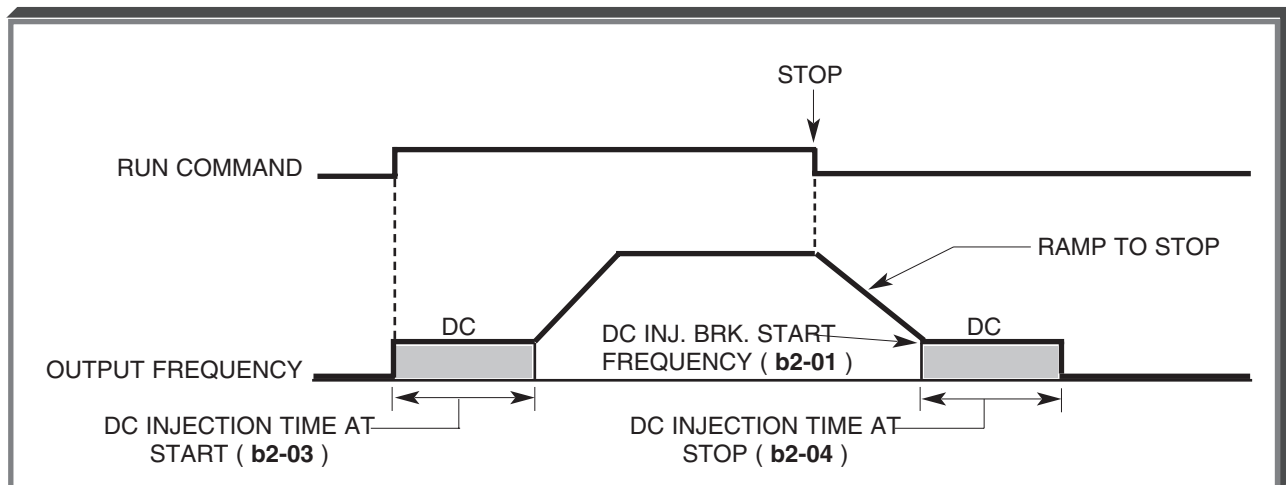 STOP
RUN COMMAND
RAMP TO STOP
DC
DC INJ. BRK. START
FREQUENCY ( b2-01 )
DC
OUTPUT FREQUENCY
DC INJECTION TIME AT
START ( b2-03 )
DC INJECTION TIME AT
STOP ( b2-04 )